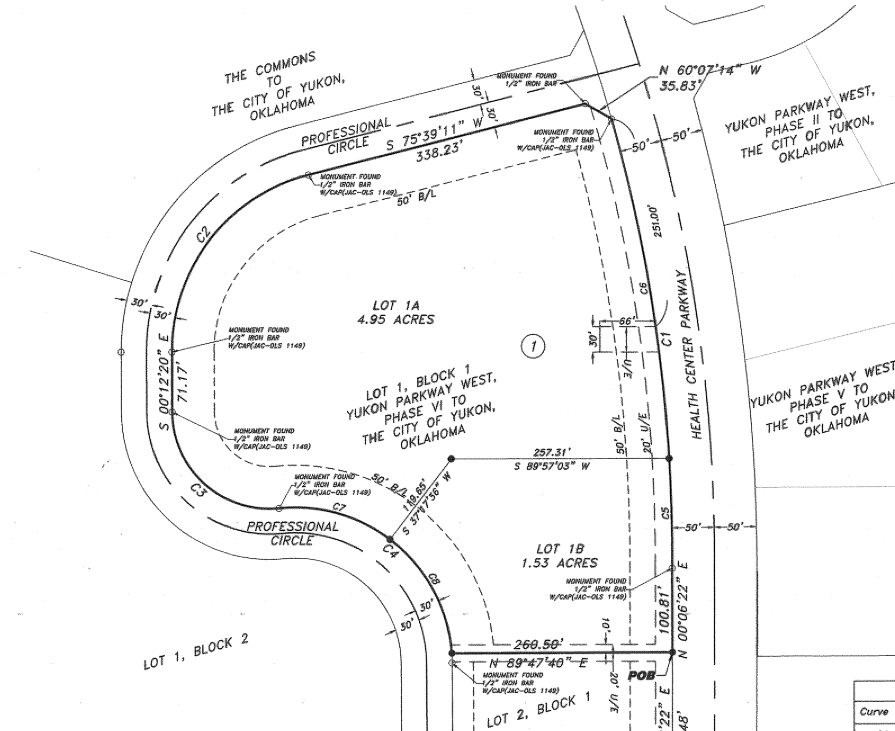 THE COMMONS
TO
THE CITY OF YUKON,
OKLAHOMA
MONUMENT FOUND
1/2" IRON BAR
N 60°07'14" W
35.83'
30'
30'
PROFESSIONAL
CIRCLE
S 75°39'11" W
338.23'
MONUMENT FOUND
1/2" IRON BAR
W/CAP(JAC-OLS 1149)
50'
50'
YUKON PARKWAY WEST,
PHASE II TO
THE CITY OF YUKON,
OKLAHOMA
MONUMENT FOUND
1/2" IRON BAR
W/CAP(JAC-OLS 1149)
50' B/L
C2
251.00'
C6
HEALTH CENTER PARKWAY
30'
30'
LOT 1A
4.95 ACRES
66'
30'
U/E
C1
1
MONUMENT FOUND
1/2" IRON BAR
W/CAP(JAC-OLS 1149)
S 00°12'20" E
71.17'
LOT 1, BLOCK 1
YUKON PARKWAY WEST,
PHASE VI TO
THE CITY OF YUKON,
OKLAHOMA
YUKON PARKWAY WEST,
PHASE V TO
THE CITY OF YUKON
OKLAHOMA
MONUMENT FOUND
1/2" IRON BAR
W/CAP(JAC-OLS 1149)
50' B/L
20' U/E
257.31'
S 89°57'03" W
C3
MONUMENT FOUND
1/2" IRON BAR
W/CAP(JAC-OLS 1149)
50' B/L
119.65'
S 37°17'56" W
C7
C5
PROFESSIONAL
CIRCLE
C4
50'
50'
LOT 1B
1.53 ACRES
C8
MONUMENT FOUND
1/2" IRON BAR
W/CAP(JAC-OLS 1149)
100.81'
N 00°06'22" E
30'
30'
10'
260.50'
N 89°47'40" E
LOT 1, BLOCK 2
MONUMENT FOUND
1/2" IRON BAR
W/CAP(JAC-OLS 1149)
20' U/E
POB
LOT 2, BLOCK 1
'22" E
48'
Curve